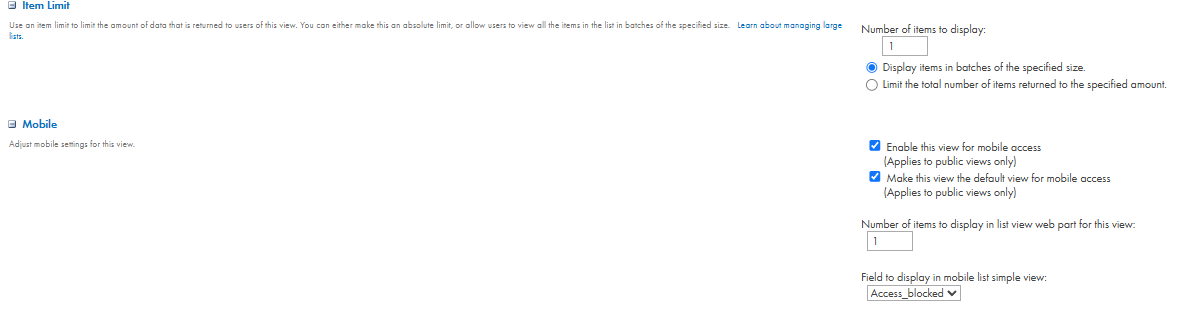 Item Limit
Use an item limit to limit the amount of data that is returned to users of this view. You can either make this an absolute limit, or allow users to view all the items in the list in batches of the specified size. Learn about managing large
lists.
Number of items to display:
1
Display items in batches of the specified size.
Limit the total number of items returned to the specified amount.
Mobile
Adjust mobile settings for this view.
Enable this view for mobile access
(Applies to public views only)
Make this view the default view for mobile access
(Applies to public views only)
Number of items to display in list view web part for this view:
1
Field to display in mobile list simple view:
Access_blocked